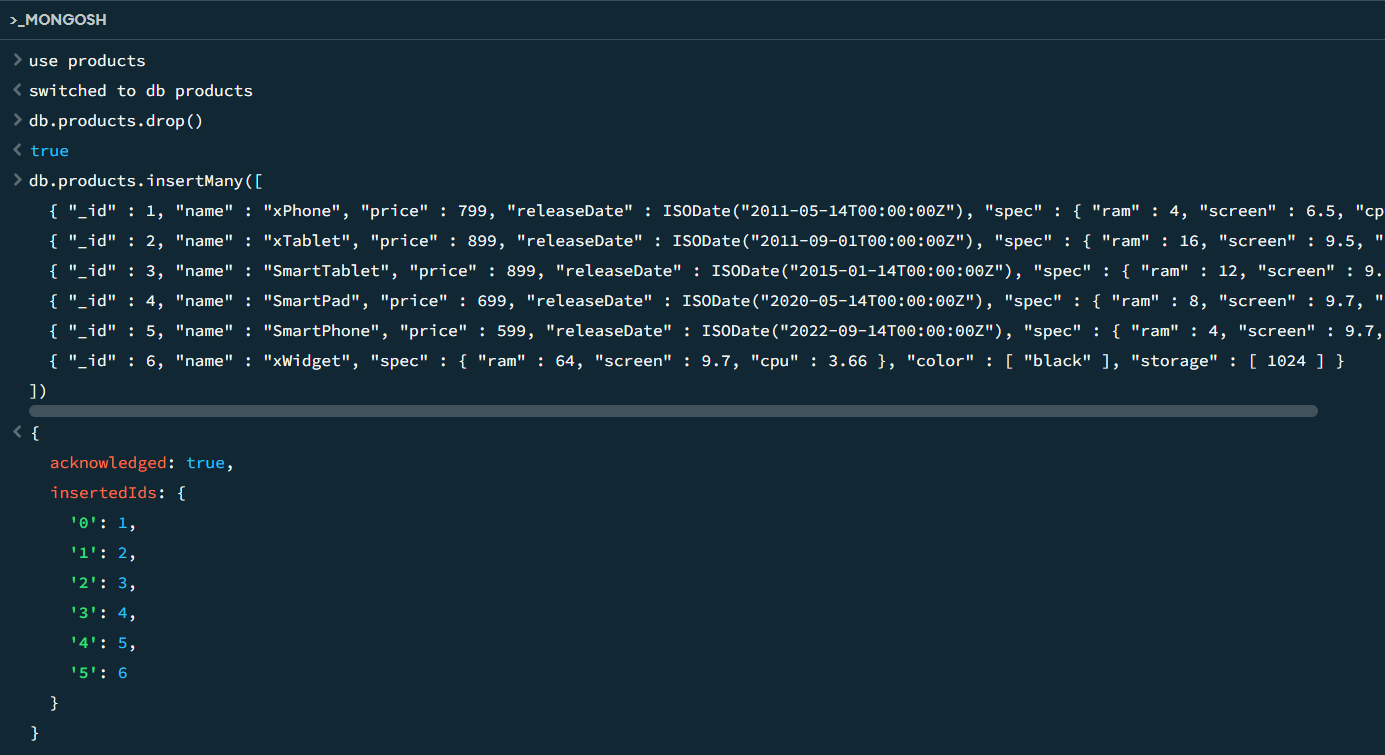 >_MONGOSH
> use products
< switched to db products
> db.products.drop()
< true
> db.products.insertMany([
{ "_id" : 1, "name" : "xPhone", "price" : 799, "releaseDate" : ISODate("2011-05-14T00:00:00Z"), "spec" : { "ram" : 4, "screen" : 6.5, "cp
{ "_id" : 2, "name" : "xTablet", "price" : 899, "releaseDate" : ISODate("2011-09-01T00:00:00Z"), "spec" : { "ram" : 16, "screen" : 9.5, "
{ "_id" : 3, "name" : "SmartTablet", "price" : 899, "releaseDate" : ISODate("2015-01-14T00:00:00Z"), "spec" : { "ram" : 12, "screen" : 9.
{ "_id" : 4, "name" : "SmartPad", "price" : 699, "releaseDate" : ISODate("2020-05-14T00:00:00Z"), "spec" : { "ram" : 8, "screen" : 9.7, "
{ "_id" : 5, "name" : "SmartPhone", "price" : 599, "releaseDate" : ISODate("2022-09-14T00:00:00Z"), "spec" : { "ram" : 4, "screen" : 9.7,
{ "_id" : 6, "name" : "xWidget", "spec" : { "ram" : 64, "screen" : 9.7, "cpu" : 3.66 }, "color" : [ "black" ], "storage" : [ 1024 ] }
])
< {
acknowledged: true,
insertedIds: {
'0': 1,
'1': 2,
'2': 3,
'3': 4,
'4': 5,
'5': 6
}
}